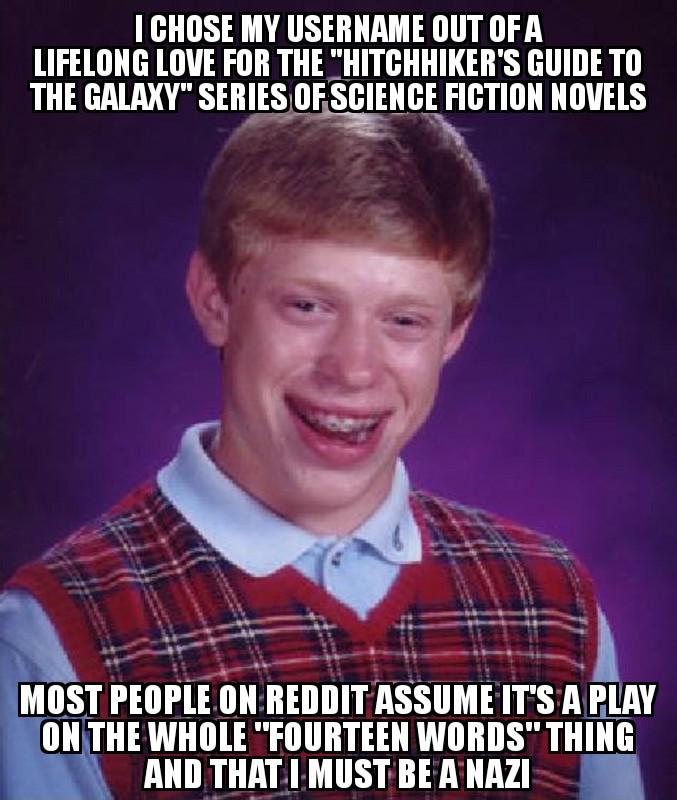 I CHOSE MY USERNAME OUT OF A
LIFELONG LOVE FOR THE "HITCHHIKER'S GUIDE TO
THE GALAXY" SERIES OF SCIENCE FICTION NOVELS
MOST PEOPLE ON REDDIT ASSUME IT'S A PLAY
ON THE WHOLE "FOURTEEN WORDS" THING
AND THAT I MUST BE A NAZI